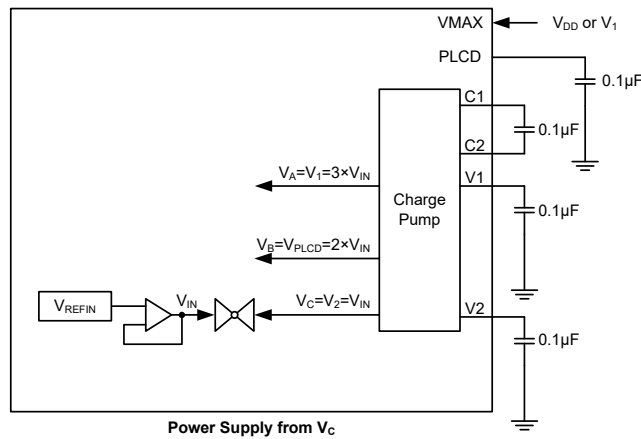 VMAX
V_DD or V_1
PLCD
0.1µF
C1
0.1µF
C2
V_A=V_1=3×V_IN
V1
Charge
Pump
0.1µF
V_B=V_PLCD=2×V_IN
V_REFIN
V_IN
V_C=V_2=V_IN
V2
0.1µF
Power Supply from V_C